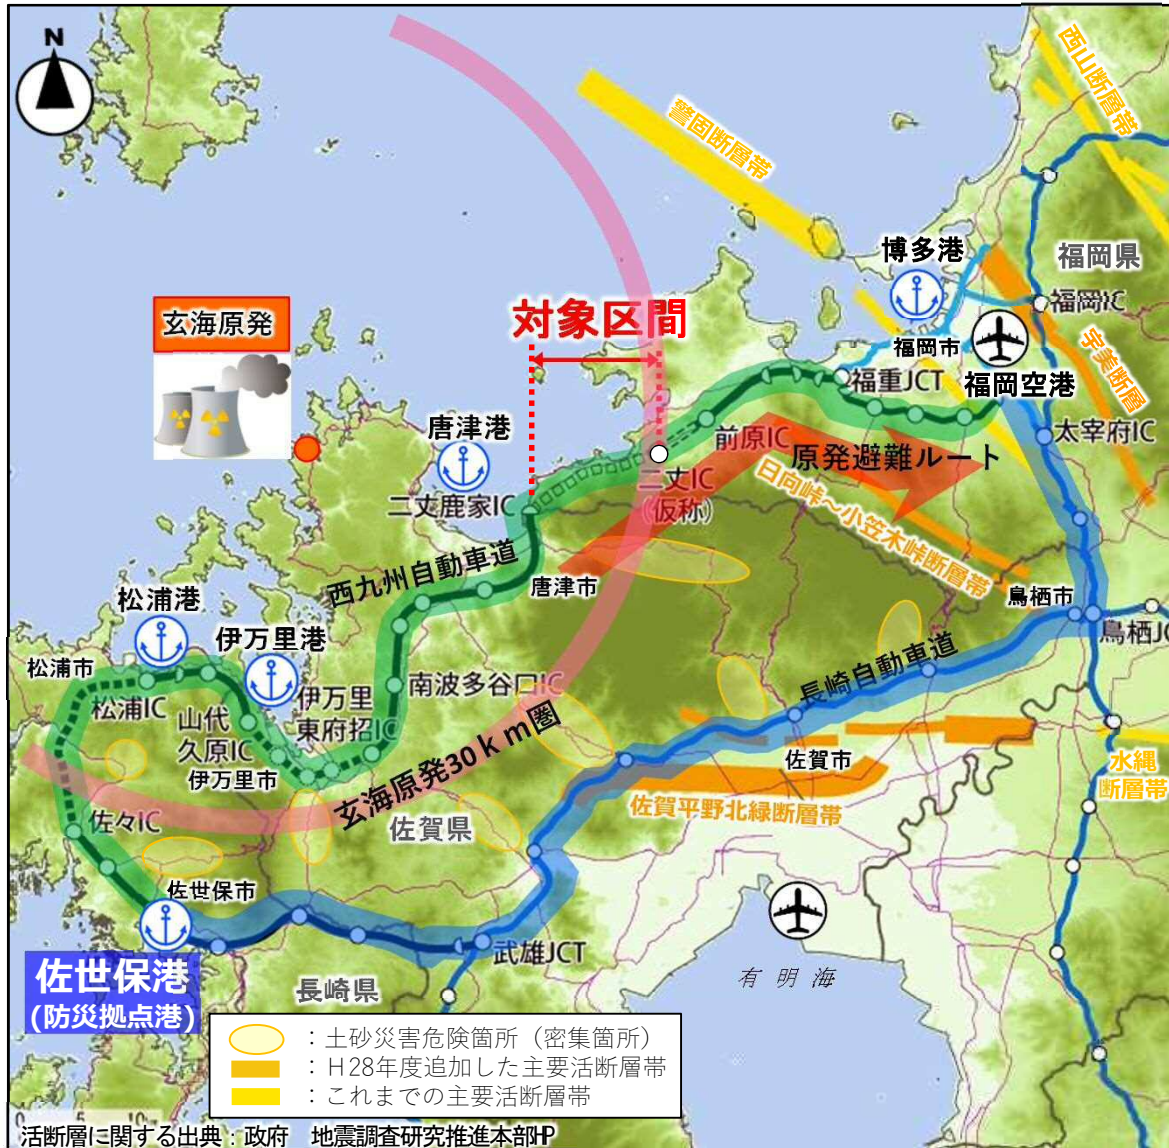 N
西山断層帯
警固断層帯
博多港
福岡県
玄海原発
対象区間
福岡IC
福岡市
宇美断層
福重JCT
福岡空港
唐津港
前原IC
太宰府IC
原発避難ルート
二丈鹿家IC
二丈IC
(仮称)
日向峠～小笠木峠断層帯
西九州自動車道
唐津市
松浦港
鳥栖市
伊万里港
鳥栖JC
松浦市
長崎自動車道
松浦IC
伊万里
東府招IC
南波多谷口IC
山代
久原IC
玄海原発30ｋｍ圏
伊万里市
佐賀市
水縄
断層帯
佐々IC
佐賀県
佐賀平野北縁断層帯
佐世保市
武雄JCT
佐世保港
(防災拠点港)
長崎県
有明海
：土砂災害危険箇所（密集箇所）
：H28年度追加した主要活断層帯
：これまでの主要活断層帯
0 5 10
活断層に関する出典：政府　地震調査研究推進本部HP